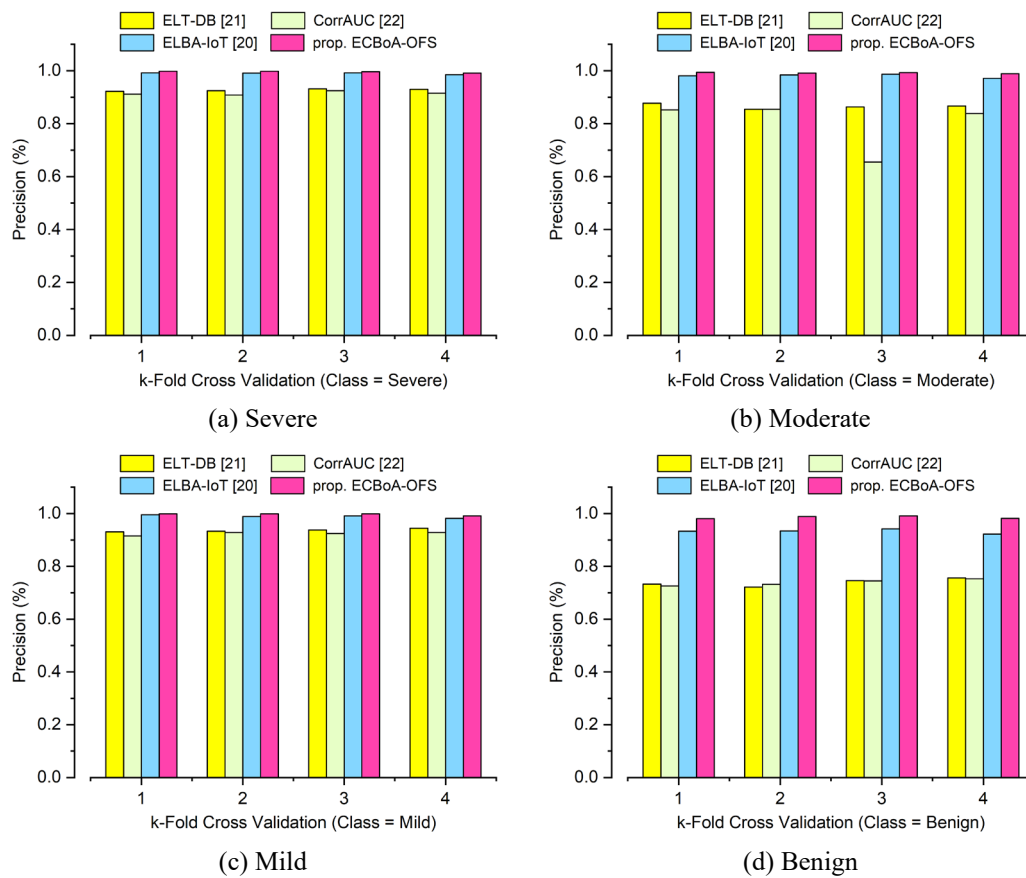 ELT-DB [21] CorrAUC [22]
ELBA-IoT [20] prop. ECBoA-OFS
1.0
0.8
0.6
0.4
0.2
0.0
Precision (%)
1 2 3 4
k-Fold Cross Validation (Class = Severe)
(a) Severe
ELT-DB [21] CorrAUC [22]
ELBA-IoT [20] prop. ECBoA-OFS
1.0
0.8
0.6
0.4
0.2
0.0
Precision (%)
1 2 3 4
k-Fold Cross Validation (Class = Moderate)
(b) Moderate
ELT-DB [21] CorrAUC [22]
ELBA-IoT [20] prop. ECBoA-OFS
1.0
0.8
0.6
0.4
0.2
0.0
Precision (%)
1 2 3 4
k-Fold Cross Validation (Class = Mild)
(c) Mild
ELT-DB [21] CorrAUC [22]
ELBA-IoT [20] prop. ECBoA-OFS
1.0
0.8
0.6
0.4
0.2
0.0
Precision (%)
1 2 3 4
k-Fold Cross Validation (Class = Benign)
(d) Benign